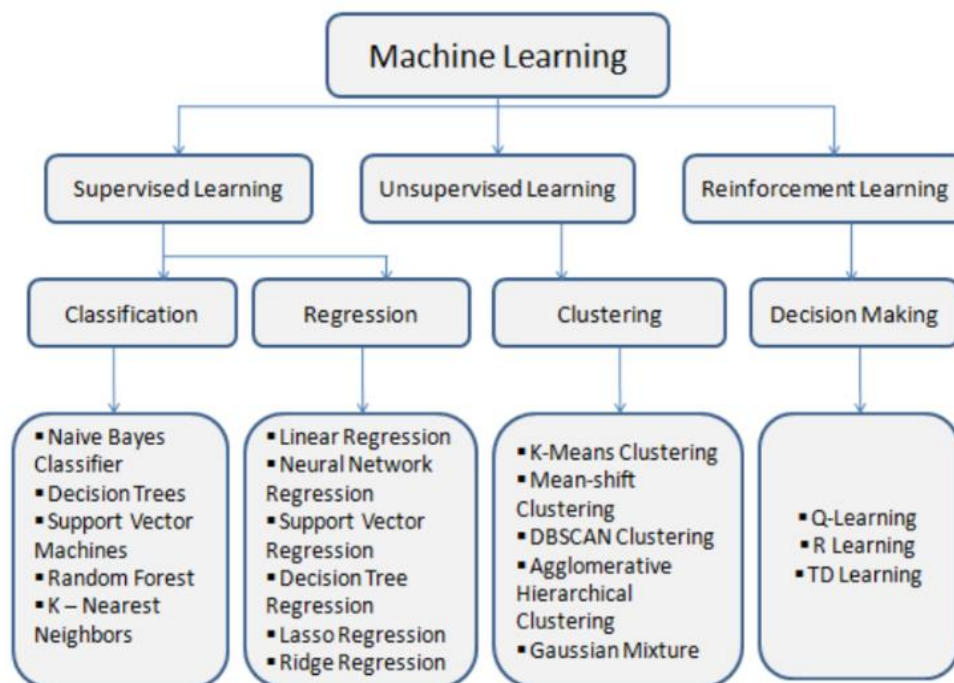 Machine Learning
Supervised Learning
Unsupervised Learning
Reinforcement Learning
Classification
Regression
Clustering
Decision Making
▪ Naive Bayes
Classifier
▪ Decision Trees
▪ Support Vector
Machines
▪ Random Forest
▪ K – Nearest
Neighbors
▪ Linear Regression
▪ Neural Network
Regression
▪ Support Vector
Regression
▪ Decision Tree
Regression
▪ Lasso Regression
▪ Ridge Regression
▪ K-Means Clustering
▪ Mean-shift
Clustering
▪ DBSCAN Clustering
▪ Agglomerative
Hierarchical
Clustering
▪ Gaussian Mixture
▪ Q-Learning
▪ R Learning
▪ TD Learning